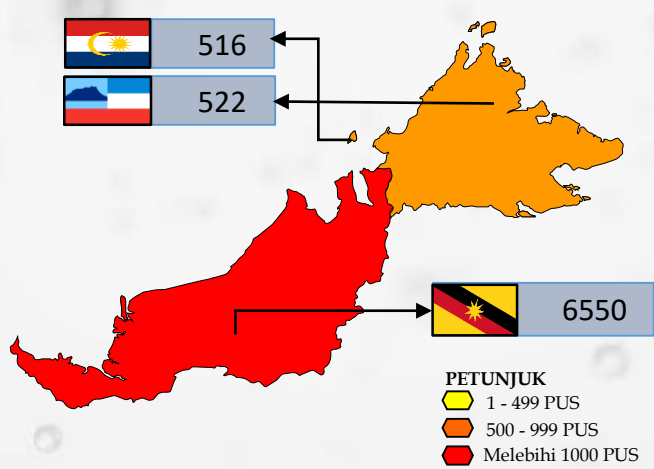 516
522
6550
PETUNJUK
1 - 499 PUS
500 - 999 PUS
Melebihi 1000 PUS